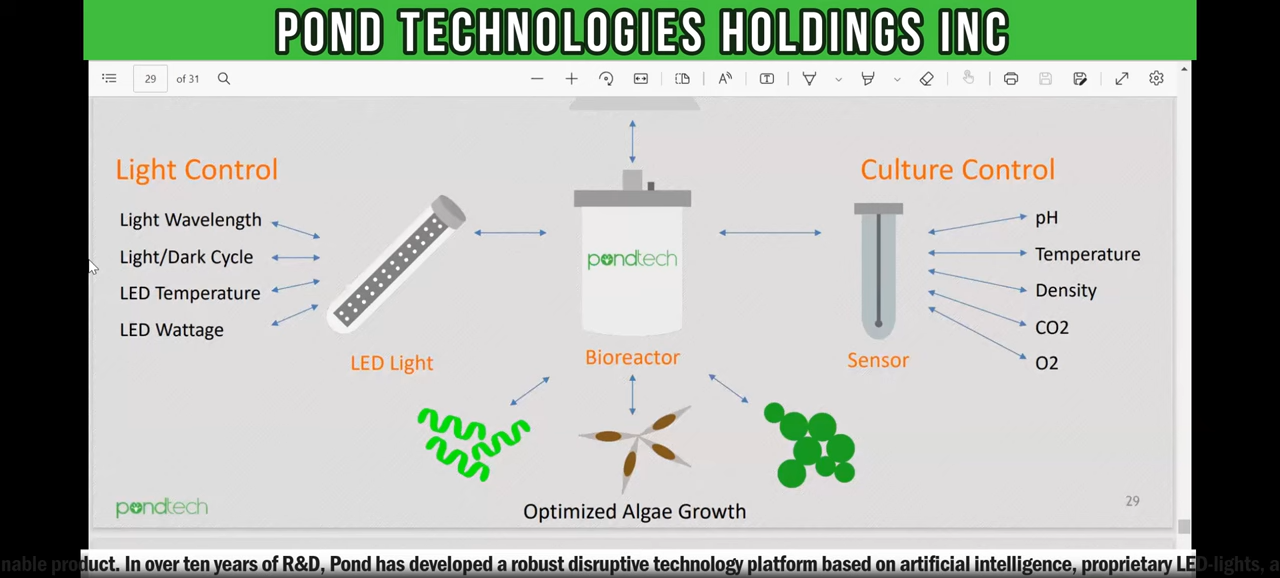 POND TECHNOLOGIES HOLDINGS INC
29 of 31
Light Control
Culture Control
Light Wavelength
Light/Dark Cycle
LED Temperature
LED Wattage
pondtech
pH
Temperature
Density
CO2
O2
LED Light
Bioreactor
Sensor
Optimized Algae Growth
pondtech
29
nable product. In over ten years of R&D, Pond has developed a robust disruptive technology platform based on artificial intelligence, proprietary LED-lights, a